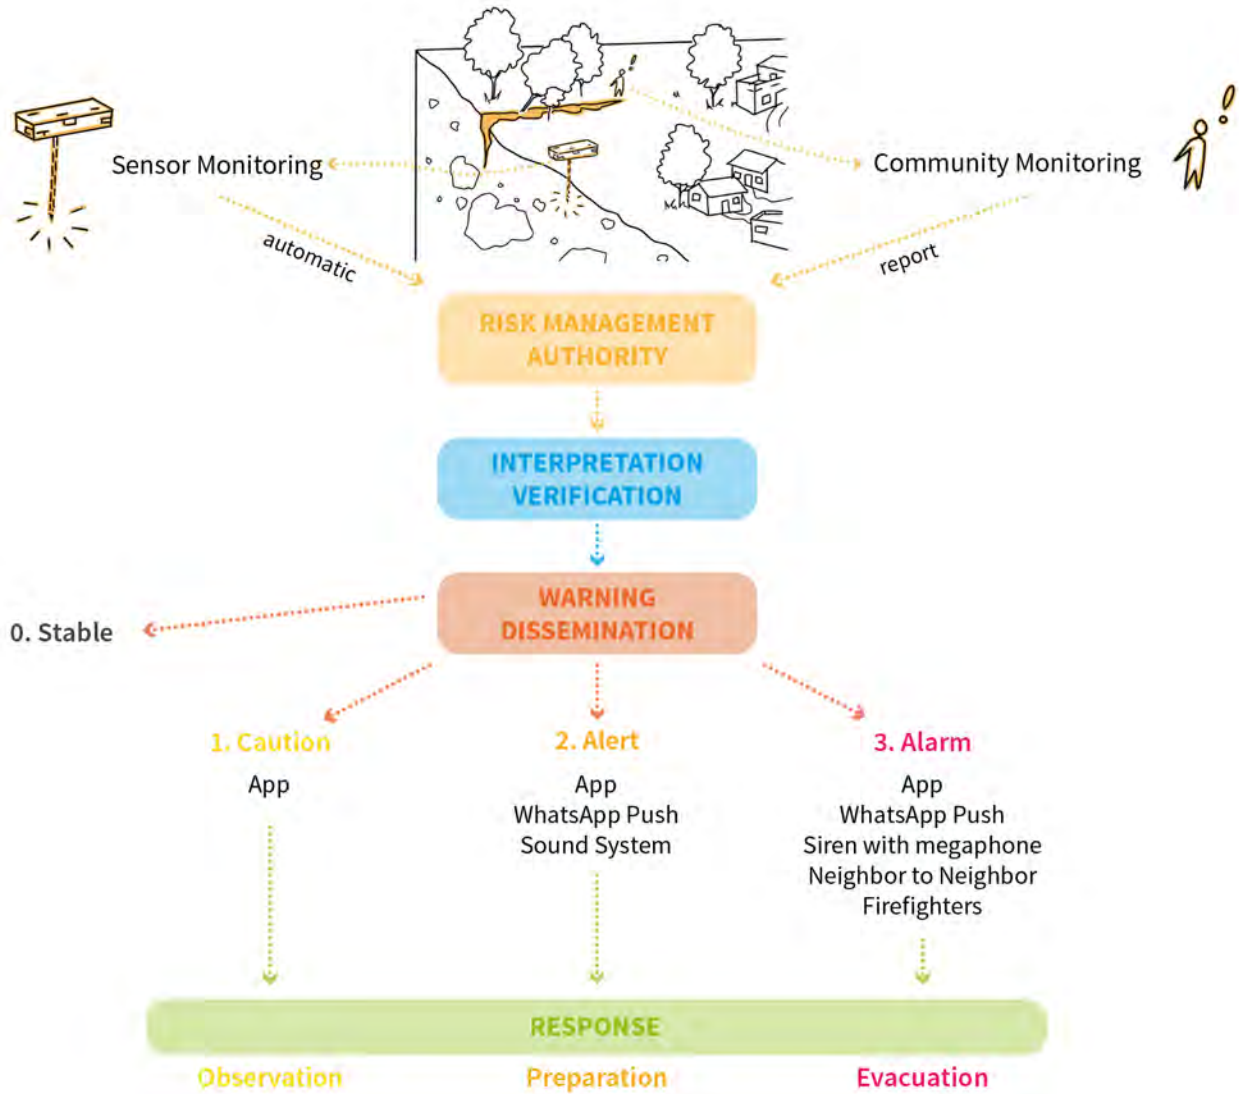 Sensor Monitoring
Community Monitoring
automatic
report
RISK MANAGEMENT
AUTHORITY
INTERPRETATION
VERIFICATION
WARNING
DISSEMINATION
0. Stable
1. Caution
App
2. Alert
App
WhatsApp Push
Sound System
3. Alarm
App
WhatsApp Push
Siren with megaphone
Neighbor to Neighbor
Firefighters
RESPONSE
Observation
Preparation
Evacuation